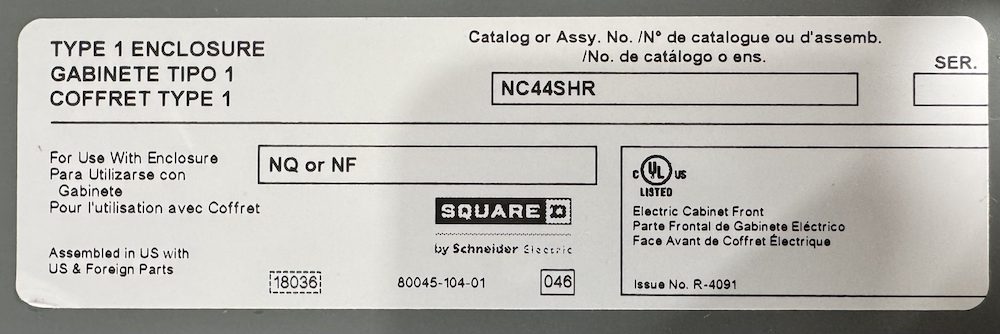 TYPE 1 ENCLOSURE
GABINETE TIPO 1
COFFRET TYPE 1
Catalog or Assy. No. /N° de catalogue ou d'assemb.
/No. de catálogo o ens.
NC44SHR
SER.
For Use With Enclosure
Para Utilizarse con
Gabinete
Pour l'utilisation avec Coffret
NQ or NF
SQUARE D
by Schneider Electric
Assembled in US with
US & Foreign Parts
18036
80045-104-01
046
C UL US
LISTED
Electric Cabinet Front
Parte Frontal de Gabinete Eléctrico
Face Avant de Coffret Électrique
Issue No. R-4091